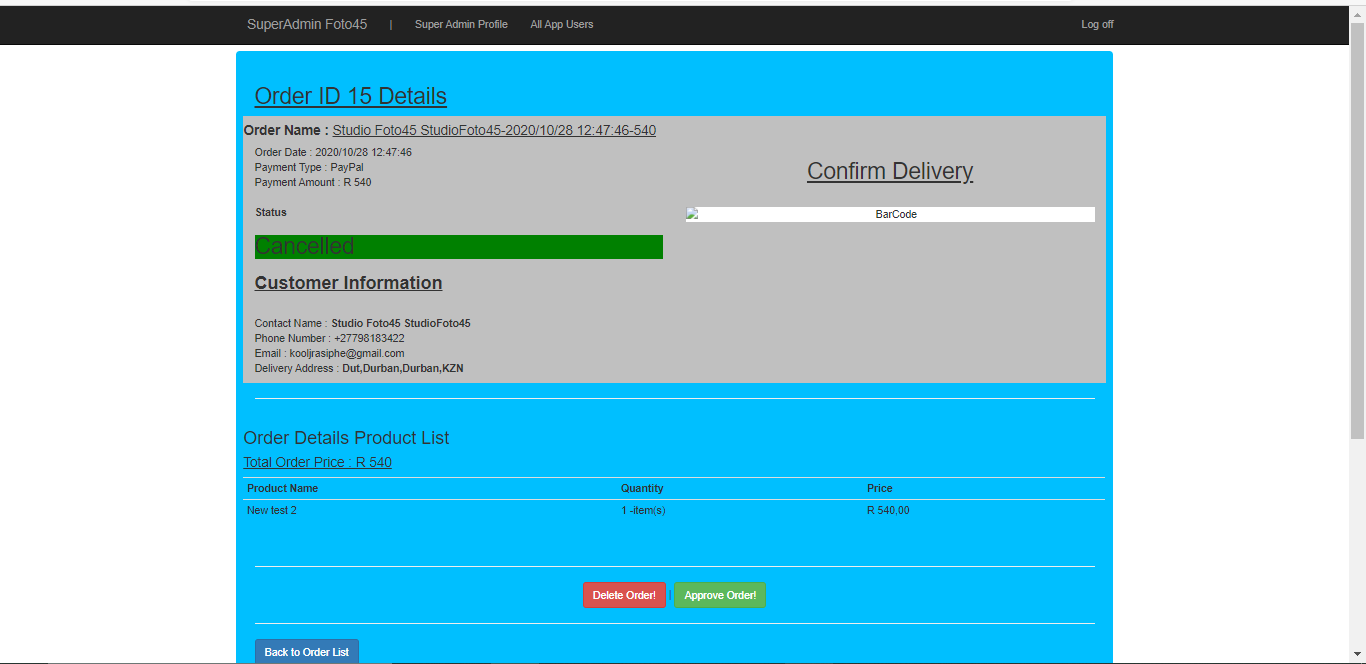 SuperAdmin Foto45 | Super Admin Profile All App Users Log off
Order ID 15 Details
Order Name : Studio Foto45 StudioFoto45-2020/10/28 12:47:46-540
Order Date : 2020/10/28 12:47:46
Payment Type : PayPal
Payment Amount : R 540
Status
Cancelled
Confirm Delivery
BarCode
Customer Information
Contact Name : Studio Foto45 StudioFoto45
Phone Number : +27798183422
Email : kooljrasiphe@gmail.com
Delivery Address : Dut,Durban,Durban,KZN
Order Details Product List
Total Order Price : R 540
Product Name Quantity Price
New test 2 1 -item(s) R 540,00
Delete Order! | Approve Order!
Back to Order List